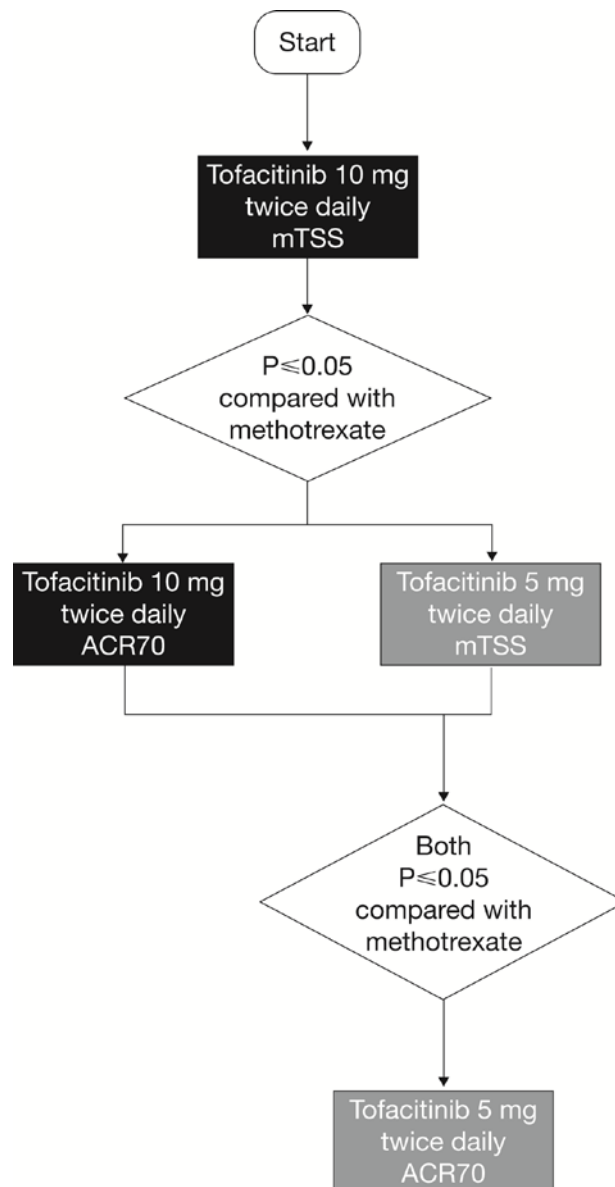 Start
Tofacitinib 10 mg
twice daily
mTSS
P≤0.05
compared with
methotrexate
Tofacitinib 10 mg
twice daily
ACR70
Tofacitinib 5 mg
twice daily
mTSS
Both
P≤0.05
compared with
methotrexate
Tofacitinib 5 mg
twice daily
ACR70